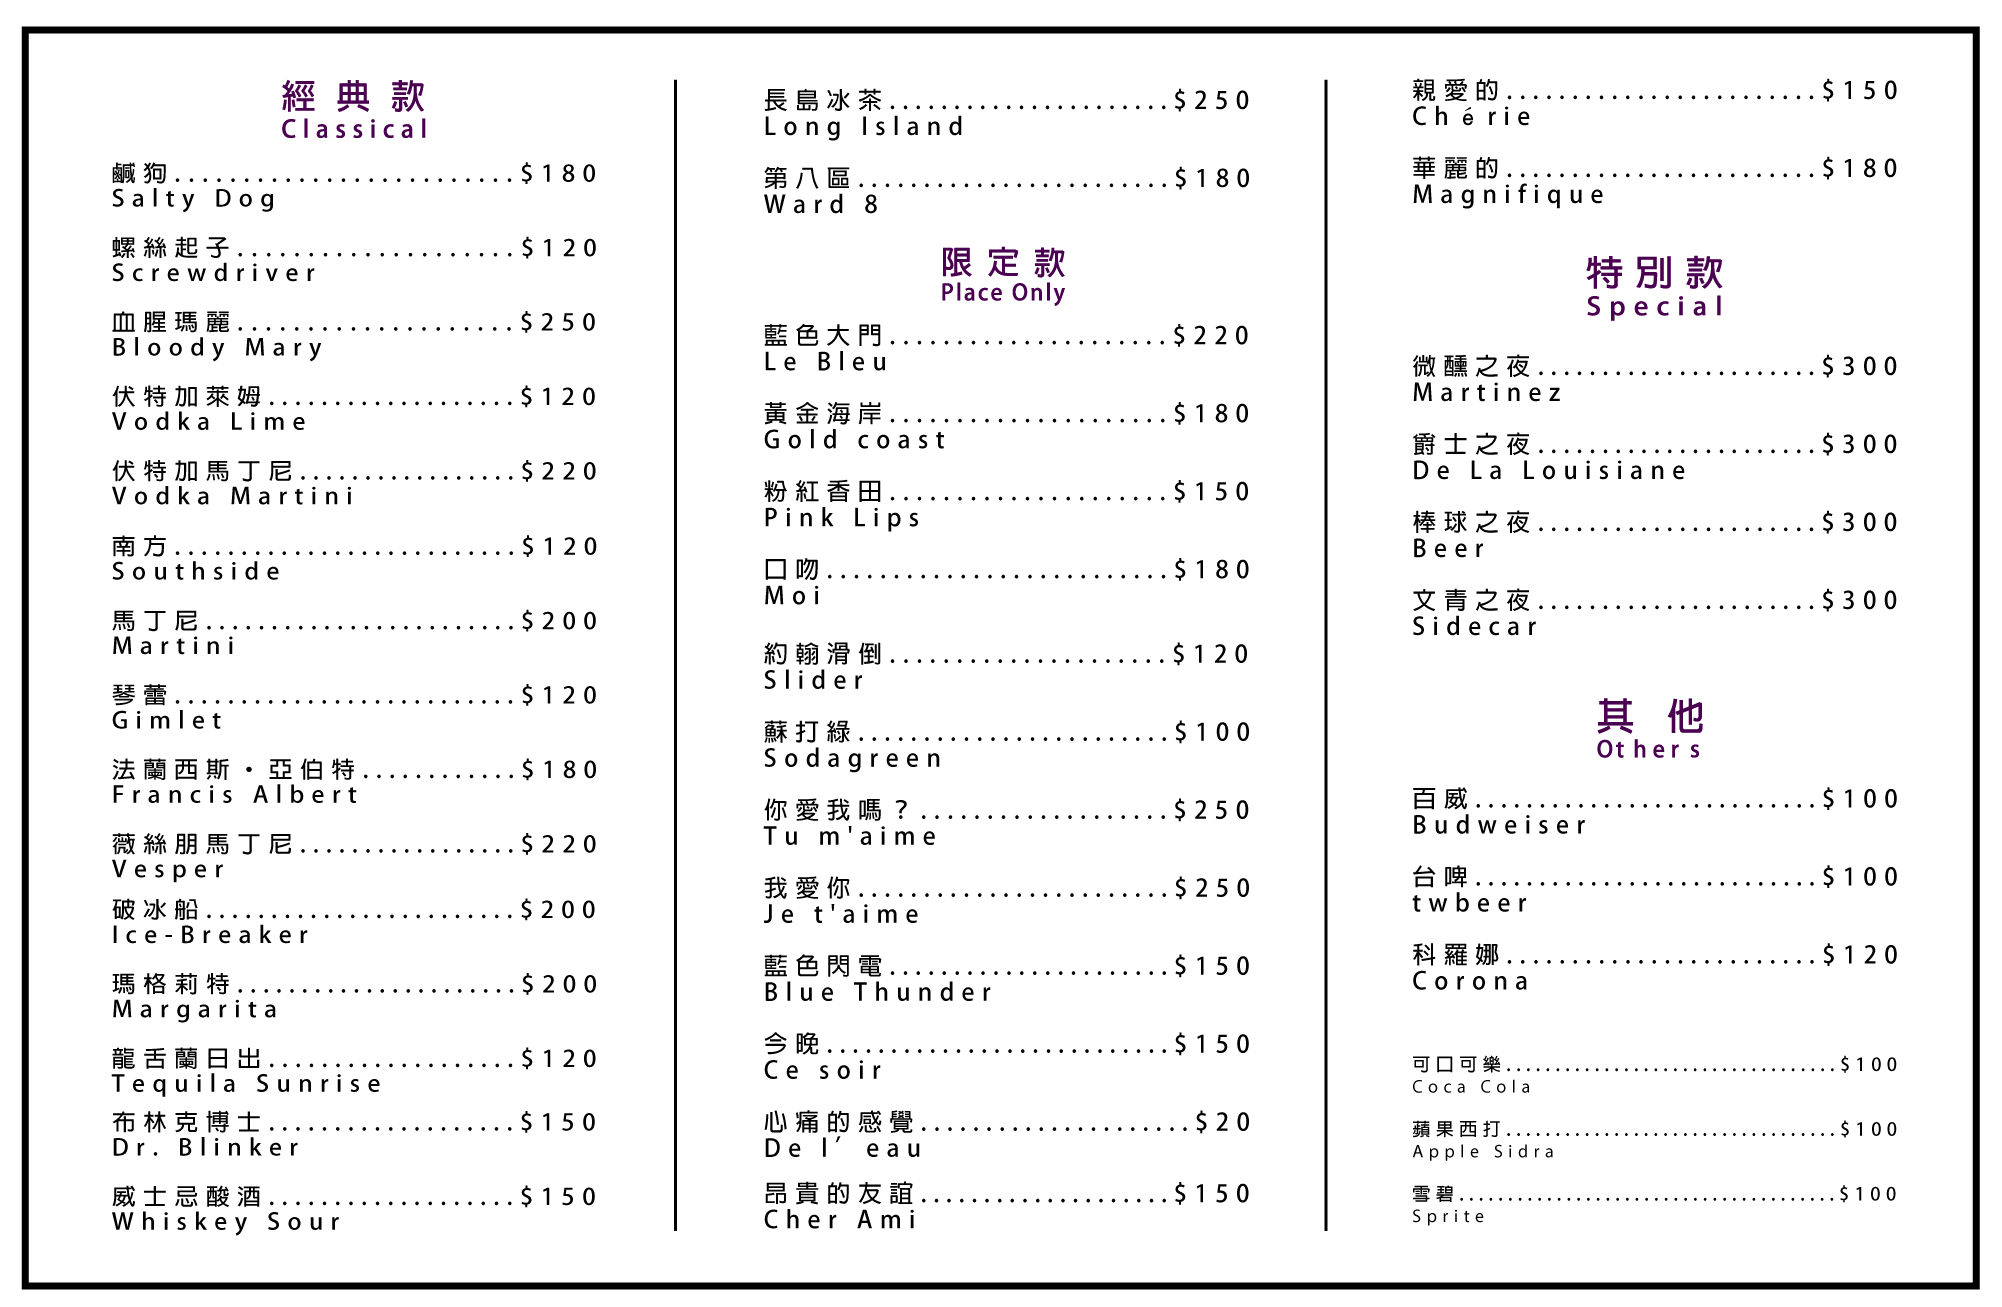 經典款
Classical
鹹狗..........................$180
Salty Dog
螺絲起子.....................$120
Screwdriver
血腥瑪麗.....................$250
Bloody Mary
伏特加萊姆...................$120
Vodka Lime
伏特加馬丁尼.................$220
Vodka Martini
南方..........................$120
Southside
馬丁尼........................$200
Martini
琴蕾..........................$120
Gimlet
法蘭西斯・亞伯特............$180
Francis Albert
薇絲朋馬丁尼.................$220
Vesper
破冰船........................$200
Ice-Breaker
瑪格莉特.....................$200
Margarita
龍舌蘭日出...................$120
Tequila Sunrise
布林克博士...................$150
Dr. Blinker
威士忌酸酒...................$150
Whiskey Sour
長島冰茶.....................$250
Long Island
第八區........................$180
Ward 8
限定款
Place Only
藍色大門.....................$220
Le Bleu
黃金海岸.....................$180
Gold coast
粉紅香田.....................$150
Pink Lips
口吻..........................$180
Moi
約翰滑倒.....................$120
Slider
蘇打綠........................$100
Sodagreen
你愛我嗎？...................$250
Tu m'aime
我愛你........................$250
Je t'aime
藍色閃電.....................$150
Blue Thunder
今晚..........................$150
Ce soir
心痛的感覺.....................$20
De l’eau
昂貴的友誼...................$150
Cher Ami
親愛的........................$150
Chérie
華麗的........................$180
Magnifique
特別款
Special
微醺之夜.....................$300
Martinez
爵士之夜.....................$300
De La Louisiane
棒球之夜.....................$300
Beer
文青之夜.....................$300
Sidecar
其他
Others
百威..........................$100
Budweiser
台啤..........................$100
twbeer
科羅娜........................$120
Corona
可口可樂..................................$100
Coca Cola
蘋果西打..................................$100
Apple Sidra
雪碧.......................................$100
Sprite